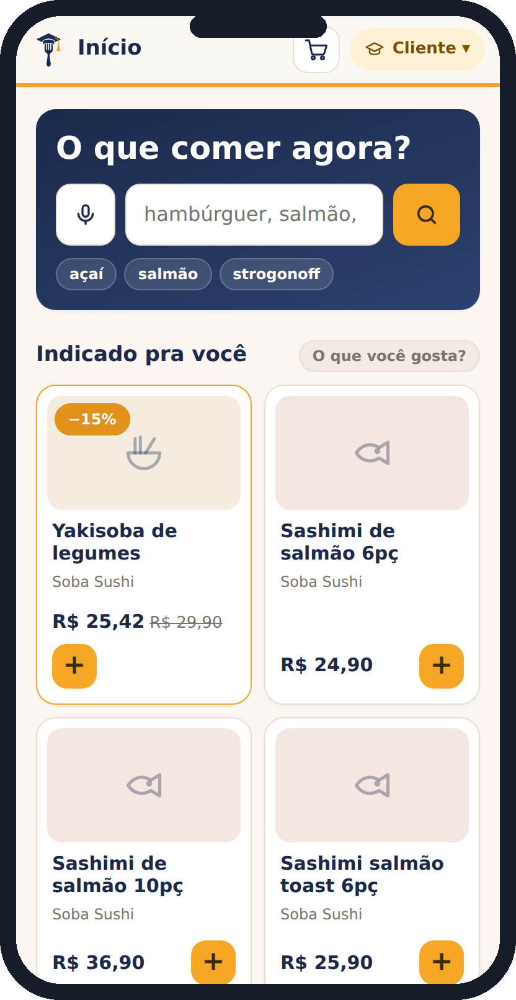 Início
Cliente ▼
O que comer agora?
hambúrguer, salmão,
açaí
salmão
strogonoff
Indicado pra você
O que você gosta?
−15%
Yakisoba de
legumes
Soba Sushi
R$ 25,42 R$ 29,90
+
Sashimi de
salmão 6pç
Soba Sushi
R$ 24,90
+
Sashimi de
salmão 10pç
Soba Sushi
R$ 36,90
+
Sashimi salmão
toast 6pç
Soba Sushi
R$ 25,90
+